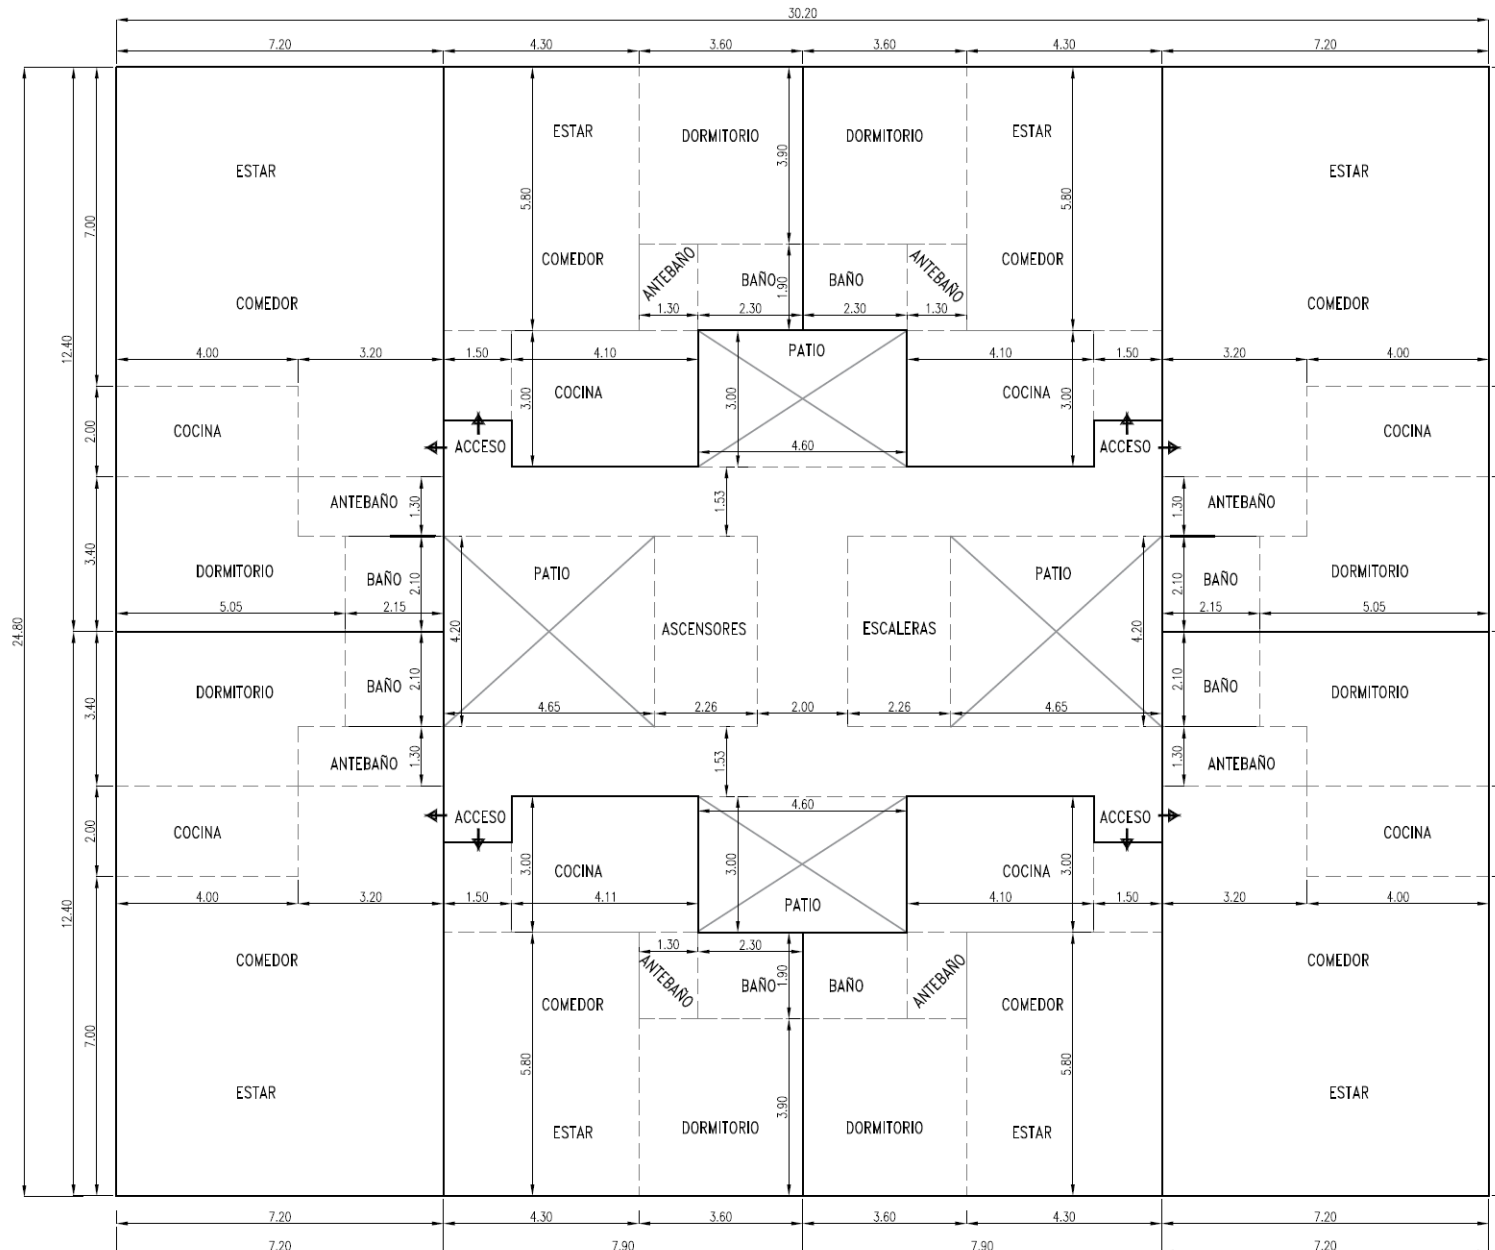 30.20
7.20 4.30 3.60 3.60 4.30 7.20
ESTAR DORMITORIO DORMITORIO ESTAR
ESTAR ESTAR
3.90
5.80 5.80
7.00
COMEDOR ANTEBAÑO BAÑO BAÑO ANTEBAÑO COMEDOR
1.90
COMEDOR COMEDOR
1.30 2.30 2.30 1.30
12.40
4.00 3.20 1.50 4.10 PATIO 4.10 1.50 3.20 4.00
3.00 COCINA 3.00 COCINA 3.00
2.00 COCINA ACCESO 4.60 ACCESO COCINA
ANTEBAÑO 1.30 1.53 1.30 ANTEBAÑO
3.40
DORMITORIO BAÑO 2.10 PATIO PATIO 2.10 BAÑO DORMITORIO
5.05 2.15 2.15 5.05
24.80
4.20 ASCENSORES ESCALERAS 4.20
DORMITORIO BAÑO 2.10 2.10 BAÑO DORMITORIO
3.40
4.65 2.26 2.00 2.26 4.65
ANTEBAÑO 1.30 1.53 1.30 ANTEBAÑO
4.60
ACCESO ACCESO
2.00 COCINA COCINA
3.00 COCINA 3.00 COCINA 3.00
4.00 3.20 1.50 4.11 PATIO 4.10 1.50 3.20 4.00
12.40
1.30 2.30
COMEDOR COMEDOR
ANTEBAÑO BAÑO 1.90 BAÑO ANTEBAÑO
COMEDOR COMEDOR
7.00
5.80 5.80
ESTAR ESTAR
3.90
ESTAR DORMITORIO DORMITORIO ESTAR
7.20 4.30 3.60 3.60 4.30 7.20
7.20 7.90 7.90 7.20